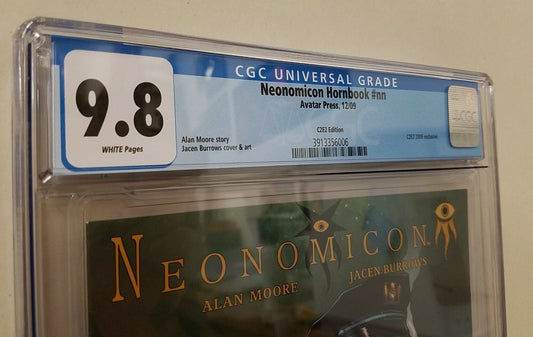 CGC UNIVERSAL GRADE
9.8
WHITE Pages
Neonomicon Hornbook #nn
Avatar Press, 12/09
C2E2 Edition
Alan Moore story
Jacen Burrows cover & art
3913356006
C2E2 2009 exclusive
NEONOMICON
ALAN MOORE
JACEN BURROWS